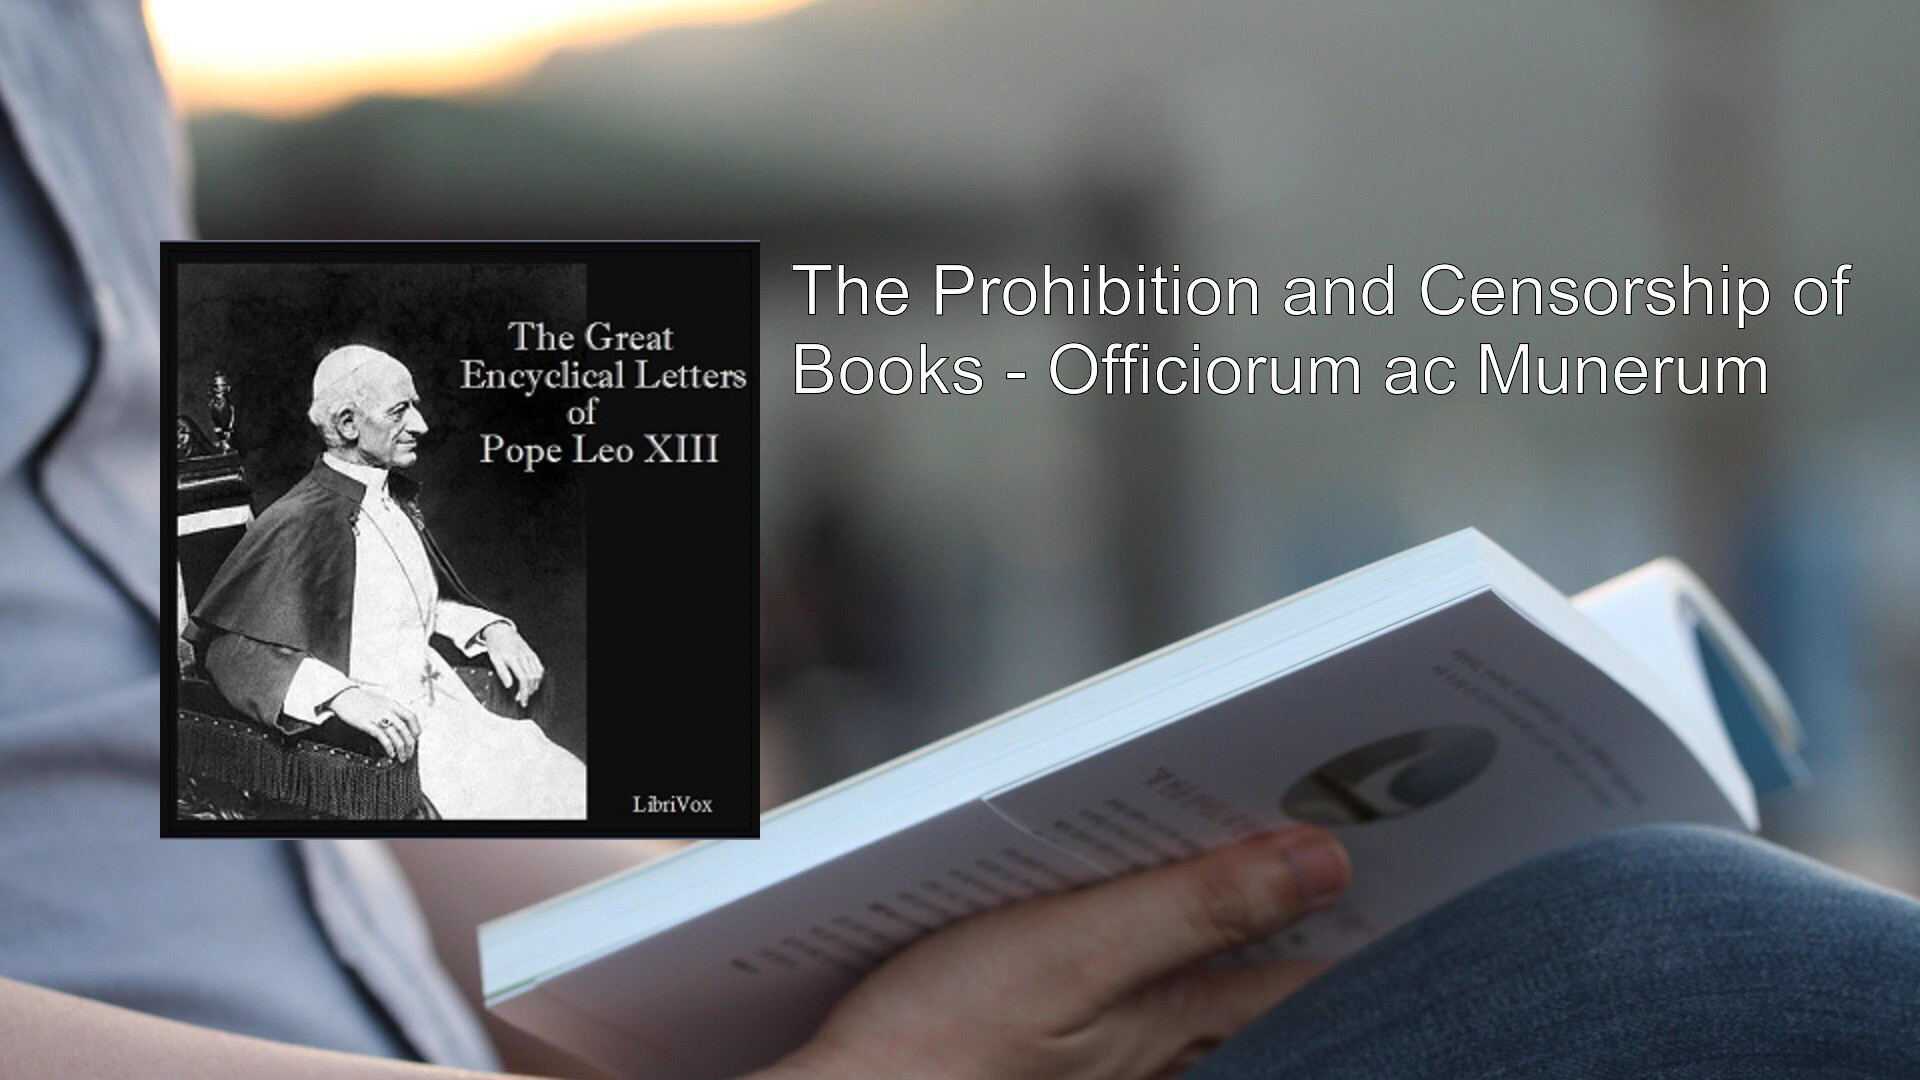 The Great
Encyclical Letters
of
Pope Leo XIII
LibriVox
The Prohibition and Censorship of
Books - Officiorum ac Munerum